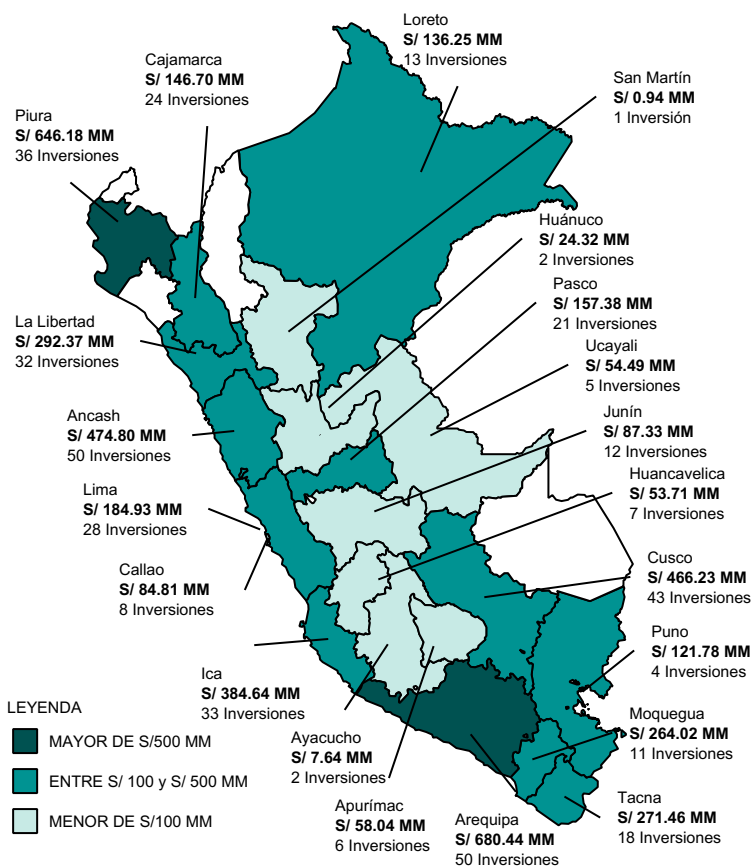 Loreto
S/ 136.25 MM
13 Inversiones
Cajamarca
S/ 146.70 MM
24 Inversiones
San Martín
S/ 0.94 MM
1 Inversión
Piura
S/ 646.18 MM
36 Inversiones
Huánuco
S/ 24.32 MM
2 Inversiones
Pasco
S/ 157.38 MM
21 Inversiones
La Libertad
S/ 292.37 MM
32 Inversiones
Ucayali
S/ 54.49 MM
5 Inversiones
Ancash
S/ 474.80 MM
50 Inversiones
Junín
S/ 87.33 MM
12 Inversiones
Lima
S/ 184.93 MM
28 Inversiones
Huancavelica
S/ 53.71 MM
7 Inversiones
Callao
S/ 84.81 MM
8 Inversiones
Cusco
S/ 466.23 MM
43 Inversiones
Puno
S/ 121.78 MM
4 Inversiones
Ica
S/ 384.64 MM
33 Inversiones
Moquegua
S/ 264.02 MM
11 Inversiones
Ayacucho
S/ 7.64 MM
2 Inversiones
Apurímac
S/ 58.04 MM
6 Inversiones
Arequipa
S/ 680.44 MM
50 Inversiones
Tacna
S/ 271.46 MM
18 Inversiones
LEYENDA
MAYOR DE S/500 MM
ENTRE S/ 100 y S/ 500 MM
MENOR DE S/100 MM